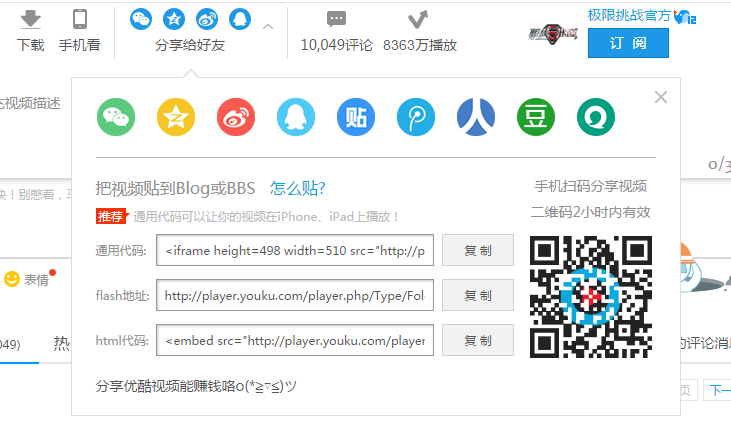 极限挑战官方
下载 手机看 分享给好友 10,049评论 8363万播放 订 阅
充视频描述
贴 豆
0/3
把视频贴到Blog或BBS 怎么贴?
手机扫码分享视频
快！别憋着，
推荐 通用代码可以让你的视频在iPhone、iPad上播放！
二维码2小时内有效
通用代码: <iframe height=498 width=510 src="http://p 复 制
表情
flash地址: http://player.youku.com/player.php/Type/Fol 复 制
html代码: <embed src="http://player.youku.com/player 复 制
049) 热 的评论消息
分享优酷视频能赚钱咯o(*≧▽≦)ツ
页 下一